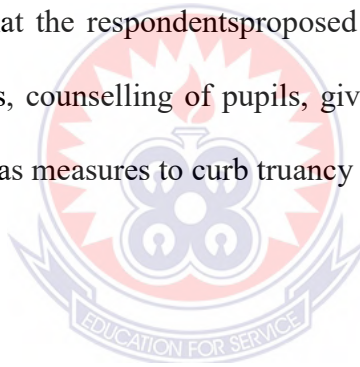 at the respondentsproposed
s, counselling of pupils, giv
as measures to curb truancy
EDUCATION FOR SERVICE